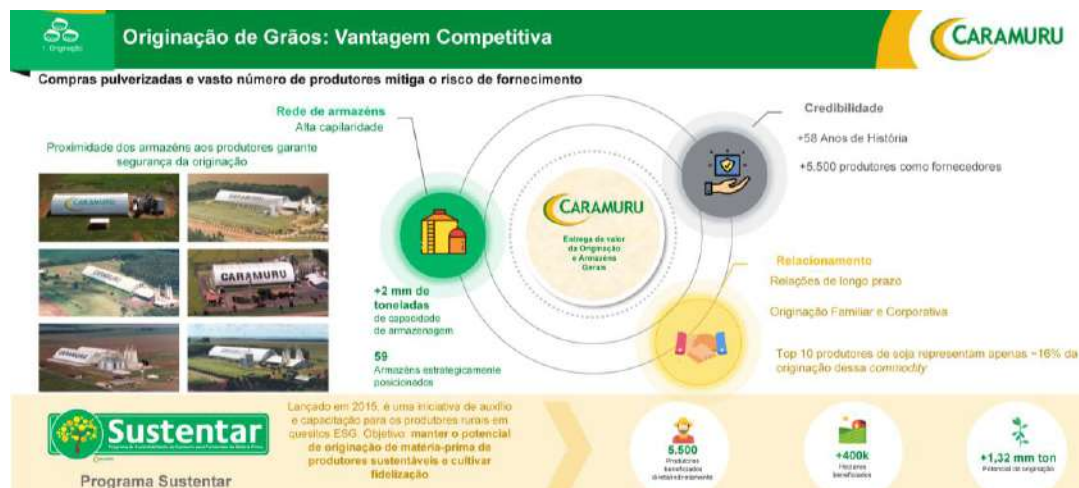 1. Originação
Originação de Grãos: Vantagem Competitiva
CARAMURU
Compras pulverizadas e vasto número de produtores mitiga o risco de fornecimento
Rede de armazéns
Alta capilaridade
Proximidade dos armazéns aos produtores garante
segurança da originação
CARAMURU
CARAMURU
CARAMURU
CARAMURU
CARAMURU
+2 mm de
toneladas
de capacidade
de armazenagem
59
Armazéns estrategicamente
posicionados
CARAMURU
Entrega de valor
da Originação
e Armazéns
Gerais
Credibilidade
+58 Anos de História
+5.500 produtores como fornecedores
Relacionamento
Relações de longo prazo
Originação Familiar e Corporativa
Top 10 produtores de soja representam apenas ~16% da
originação dessa commodity
Sustentar
Programa Sustentar
Lançado em 2015, é uma iniciativa de auxílio
e capacitação para os produtores rurais em
quesitos ESG. Objetivo: manter o potencial
de originação de matéria-prima de
produtores sustentáveis e cultivar
fidelização
5.500
Produtores
beneficiados
+400k
Hectares
beneficiados
+1,32 mm ton
Potencial de originação